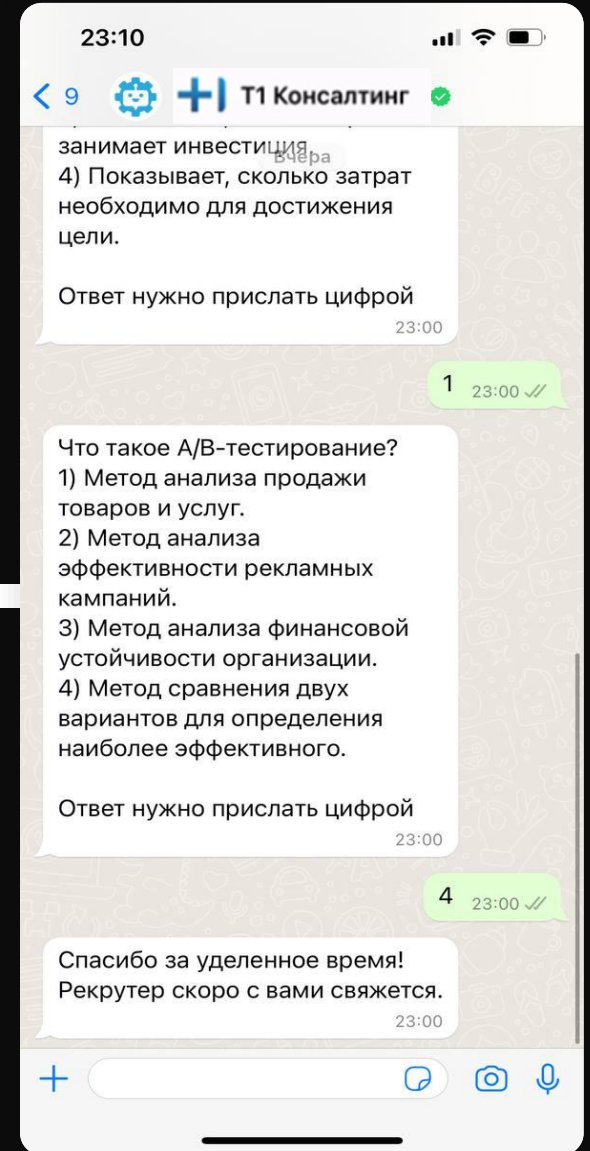 23:10
9
Т1 Консалтинг
занимает инвестиция.
Вчера
4) Показывает, сколько затрат
необходимо для достижения
цели.
Ответ нужно прислать цифрой
23:00
1 23:00
Что такое A/B-тестирование?
1) Метод анализа продажи
товаров и услуг.
2) Метод анализа
эффективности рекламных
кампаний.
3) Метод анализа финансовой
устойчивости организации.
4) Метод сравнения двух
вариантов для определения
наиболее эффективного.
Ответ нужно прислать цифрой
23:00
4 23:00
Спасибо за уделенное время!
Рекрутер скоро с вами свяжется.
23:00